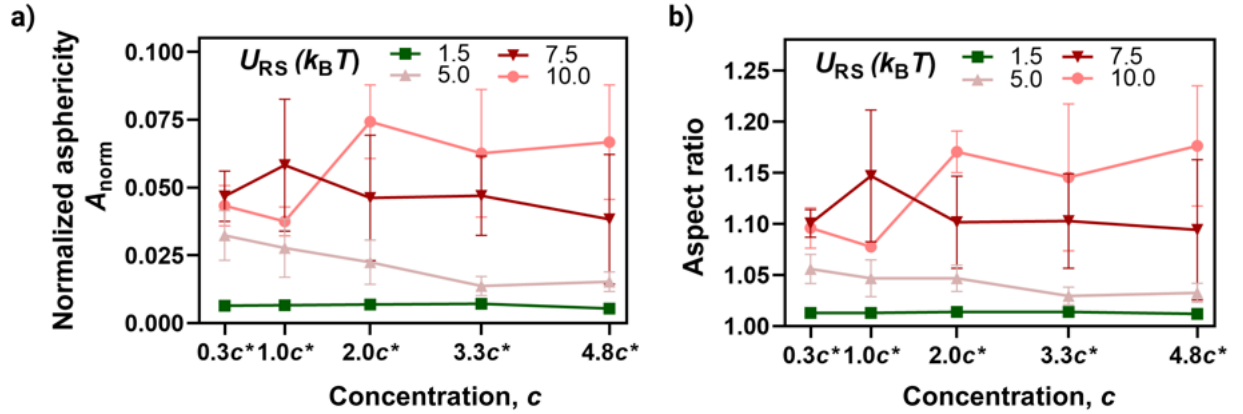 a)
Normalized asphericity
A_norm
0.100
0.075
0.050
0.025
0.000
U_RS (k_BT)
1.5
7.5
5.0
10.0
0.3c*
1.0c*
2.0c*
3.3c*
4.8c*
Concentration, c
b)
Aspect ratio
1.25
1.20
1.15
1.10
1.05
1.00
U_RS (k_BT)
1.5
7.5
5.0
10.0
0.3c*
1.0c*
2.0c*
3.3c*
4.8c*
Concentration, c